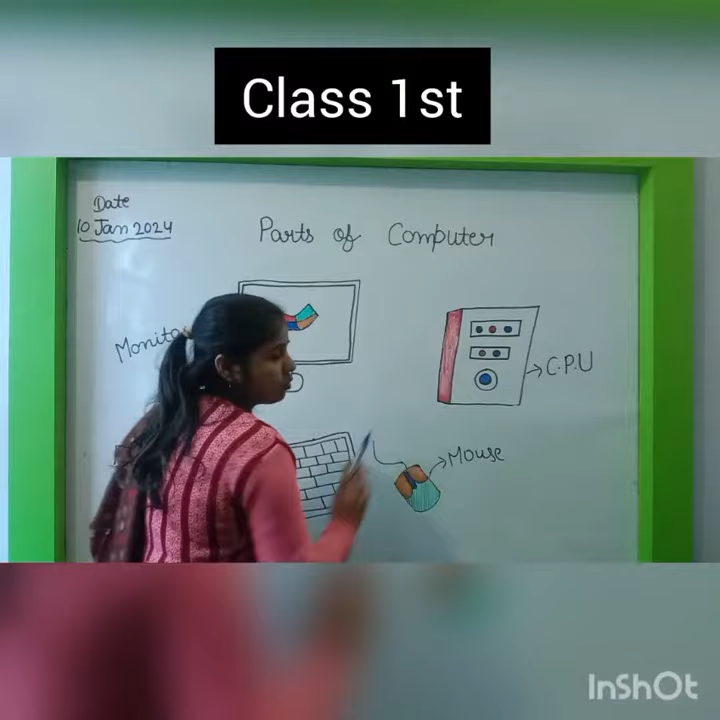 Class 1st
Date
10 Jan 2024
Parts of Computer
C.P.U
Mouse
InShOt